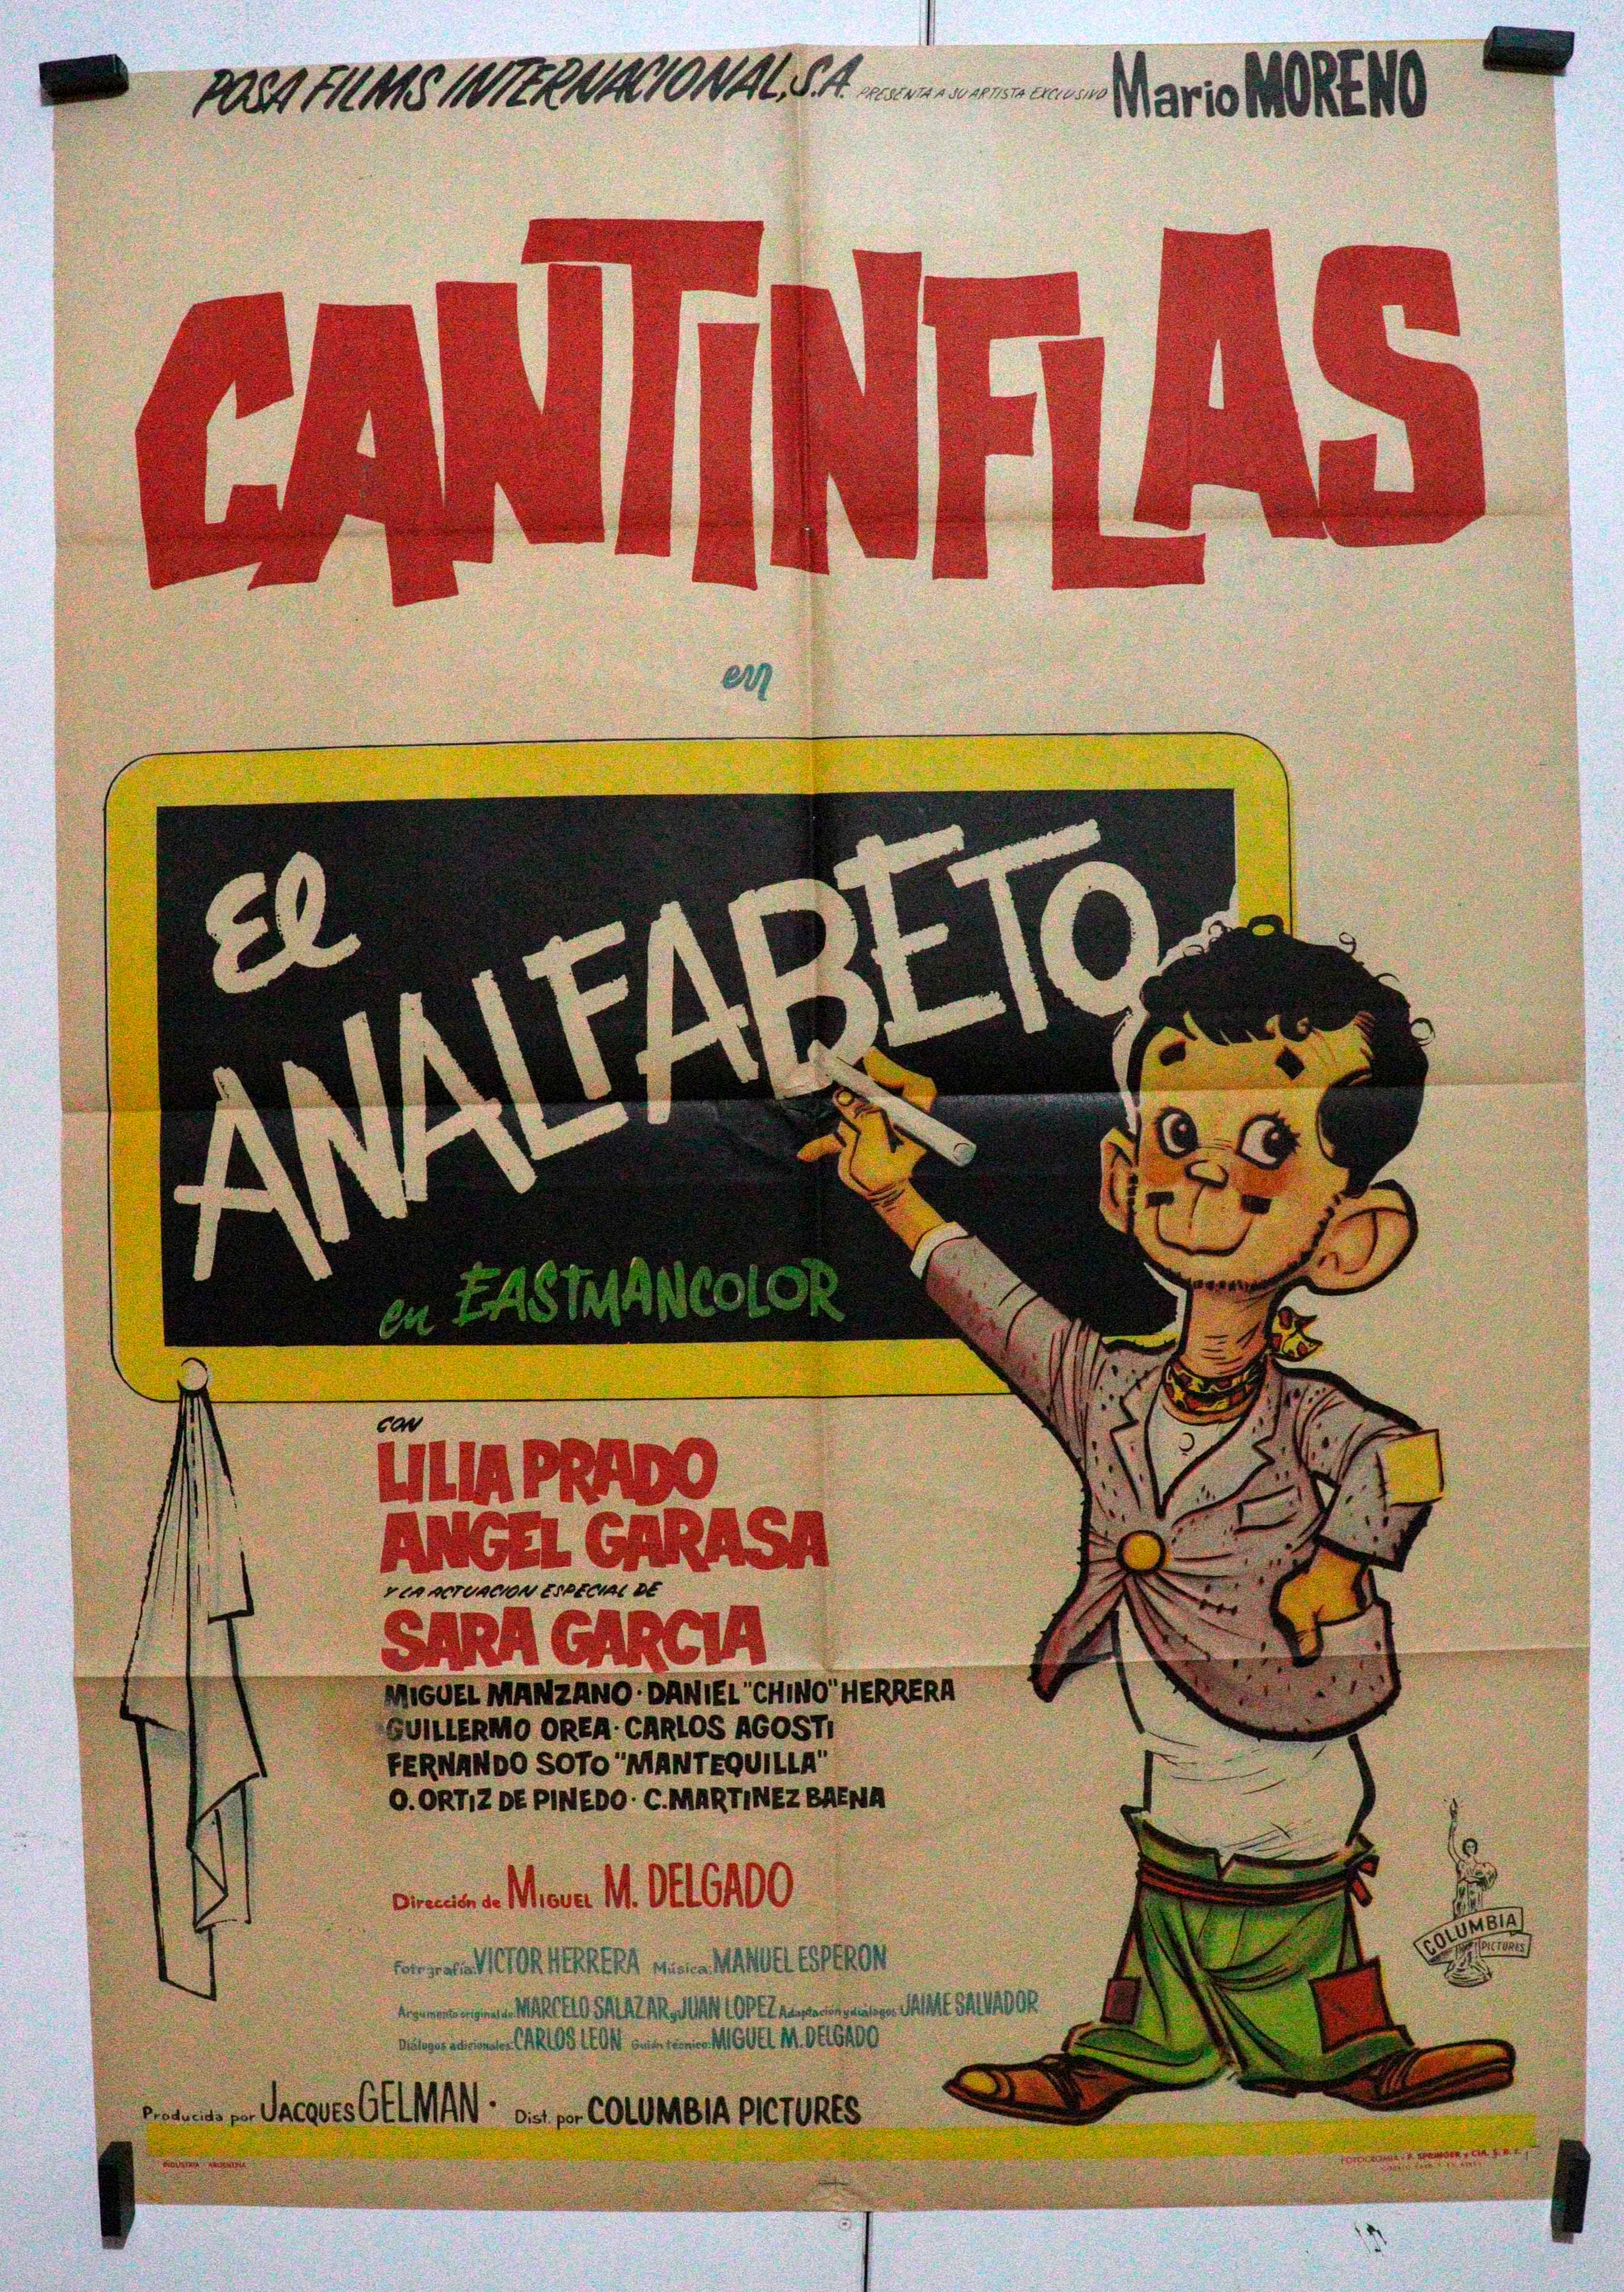 POSA FILMS INTERNACIONAL, S.A. PRESENTA A SU ARTISTA EXCLUSIVO Mario MORENO
CANTINFLAS
en
El
ANALFABETO
en EASTMANCOLOR
CON
LILIA PRADO
ANGEL GARASA
Y LA ACTUACION ESPECIAL DE
SARA GARCIA
MIGUEL MANZANO · DANIEL "CHINO" HERRERA
GUILLERMO OREA · CARLOS AGOSTI
FERNANDO SOTO "MANTEQUILLA"
O. ORTIZ DE PINEDO · C. MARTINEZ BAENA
Dirección de MIGUEL M. DELGADO
Fotografía: VICTOR HERRERA Música: MANUEL ESPERON
Argumento original de: MARCELO SALAZAR y JUAN LOPEZ Adaptación y dialogos: JAIME SALVADOR
Diálogos adicionales: CARLOS LEON Guión técnico: MIGUEL M. DELGADO
COLUMBIA
PICTURES
Producida por JACQUES GELMAN · Dist. por COLUMBIA PICTURES
INDUSTRIA ARGENTINA